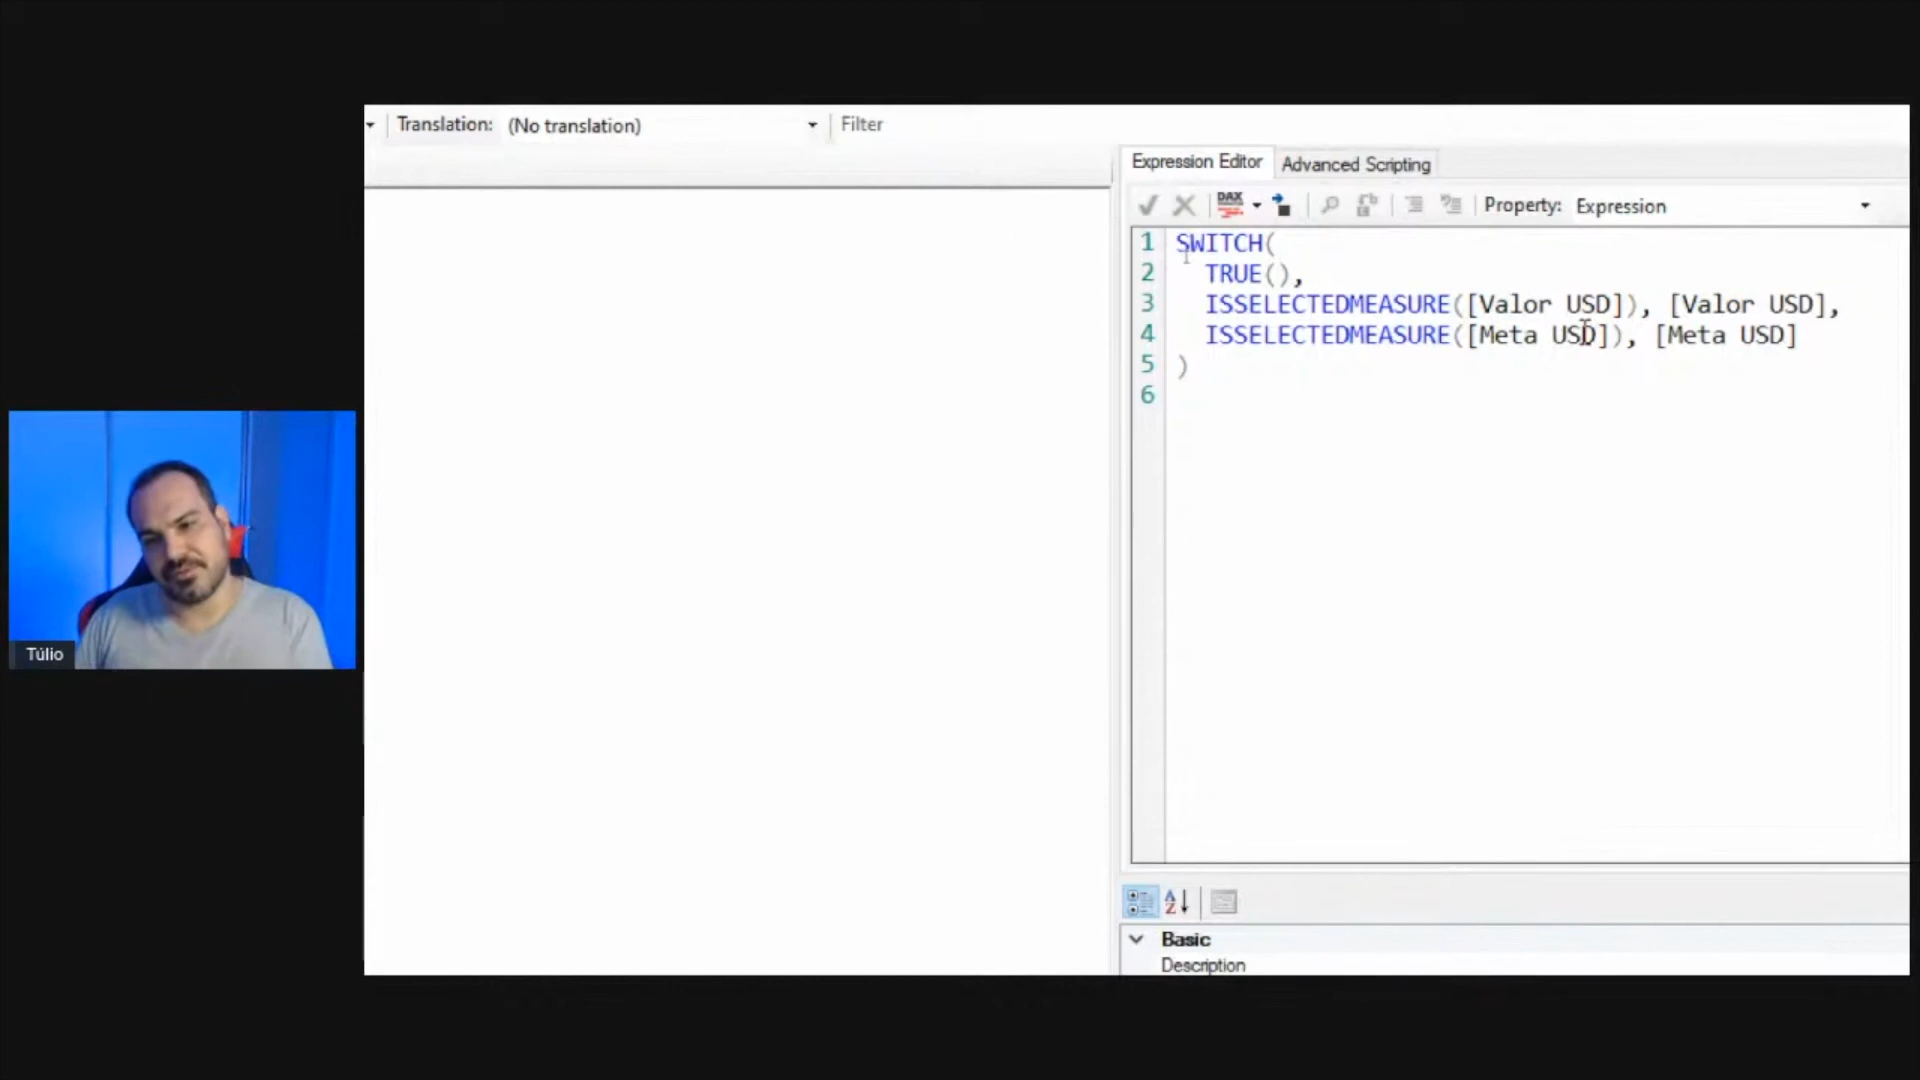 Translation: (No translation) Filter
Expression Editor Advanced Scripting
DAX Property: Expression
1 SWITCH(
2 TRUE(),
3 ISSELECTEDMEASURE([Valor USD]), [Valor USD],
4 ISSELECTEDMEASURE([Meta USD]), [Meta USD]
5 )
6
Túlio
A
Z
Basic
Description